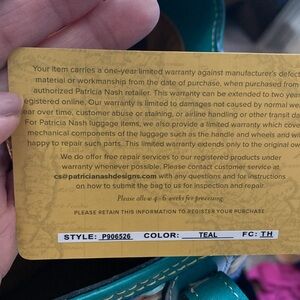 Your item carries a one-year limited warranty against manufacturer's defect
material or workmanship from the date of purchase, when purchased from
authorized Patricia Nash retailer. This warranty can be extended to two year
registered online. Our warranty is limited to damages not caused by normal we
ear over time, customer abuse or staining, or airline handling or other transit da
For Patricia Nash luggage items, we also provide a limited warranty which cove
mechanical components of the luggage such as the handle and wheels and we
happy to repair such parts. This limited warranty extends only to the original ow
We do offer free repair services to our registered products under
warranty whenever possible. Please contact customer service at
cs@patricianashdesigns.com with any questions and for instructions
on how to submit the bag to us for inspection and repair.
Please allow 4-6 weeks for processing.
PLEASE RETAIN THIS INFORMATION TO REGISTER YOUR PURCHASE
STYLE: P906526 COLOR: TEAL FC: TH